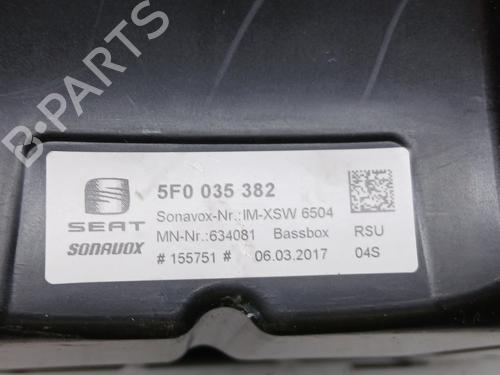 5F0 035 382
Sonavox-Nr.:IM-XSW 6504
SEAT
SONAVOX
MN-Nr.:634081 Bassbox RSU
# 155751 # 06.03.2017 04S
B-PARTS